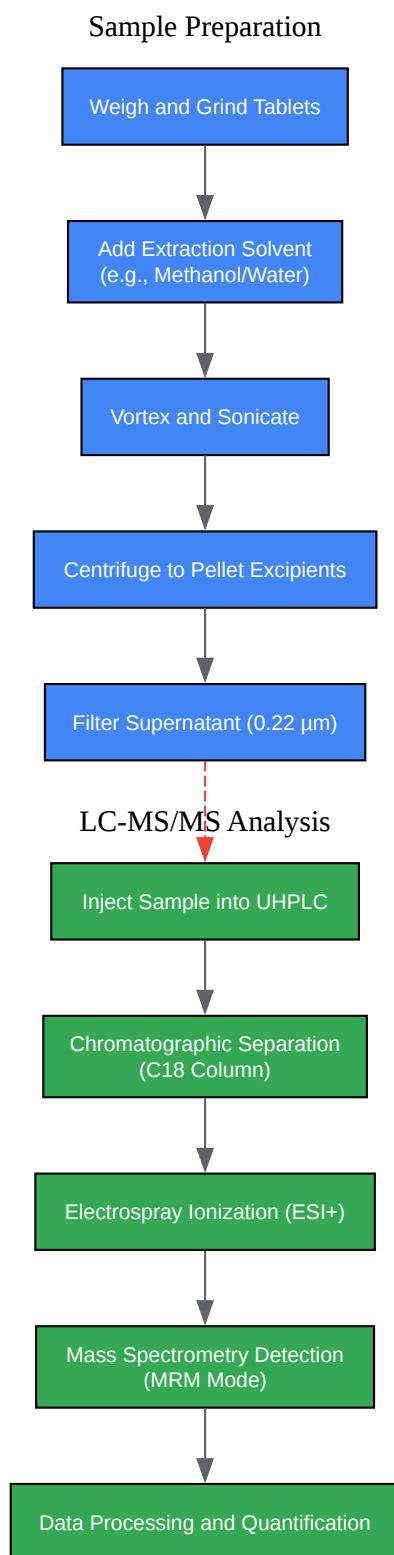 Sample Preparation
Weigh and Grind Tablets
Add Extraction Solvent
(e.g., Methanol/Water)
Vortex and Sonicate
Centrifuge to Pellet Excipients
Filter Supernatant (0.22 µm)
LC-MS/MS Analysis
Inject Sample into UHPLC
Chromatographic Separation
(C18 Column)
Electrospray Ionization (ESI+)
Mass Spectrometry Detection
(MRM Mode)
Data Processing and Quantification